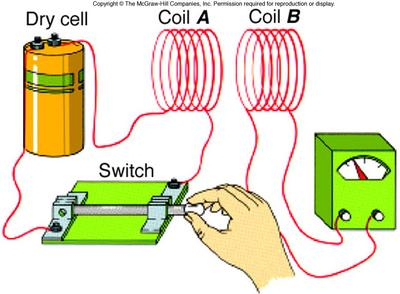 Copyright © The McGraw-Hill Companies, Inc. Permission required for reproduction or display.
Dry cell
Coil A
Coil B
Switch